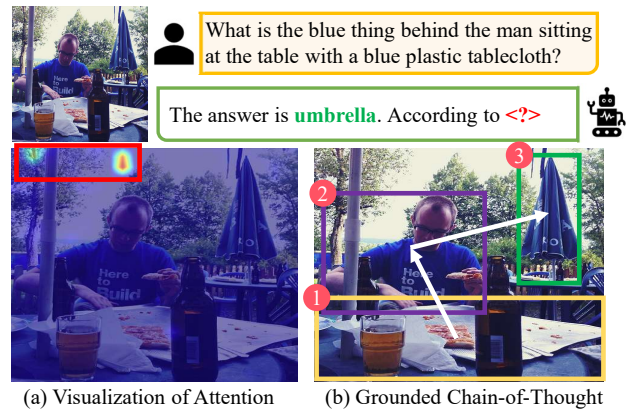 What is the blue thing behind the man sitting
at the table with a blue plastic tablecloth?
The answer is umbrella. According to <?>
Here to
Build
1
2
3
Here
to
Build
(a) Visualization of Attention
(b) Grounded Chain-of-Thought